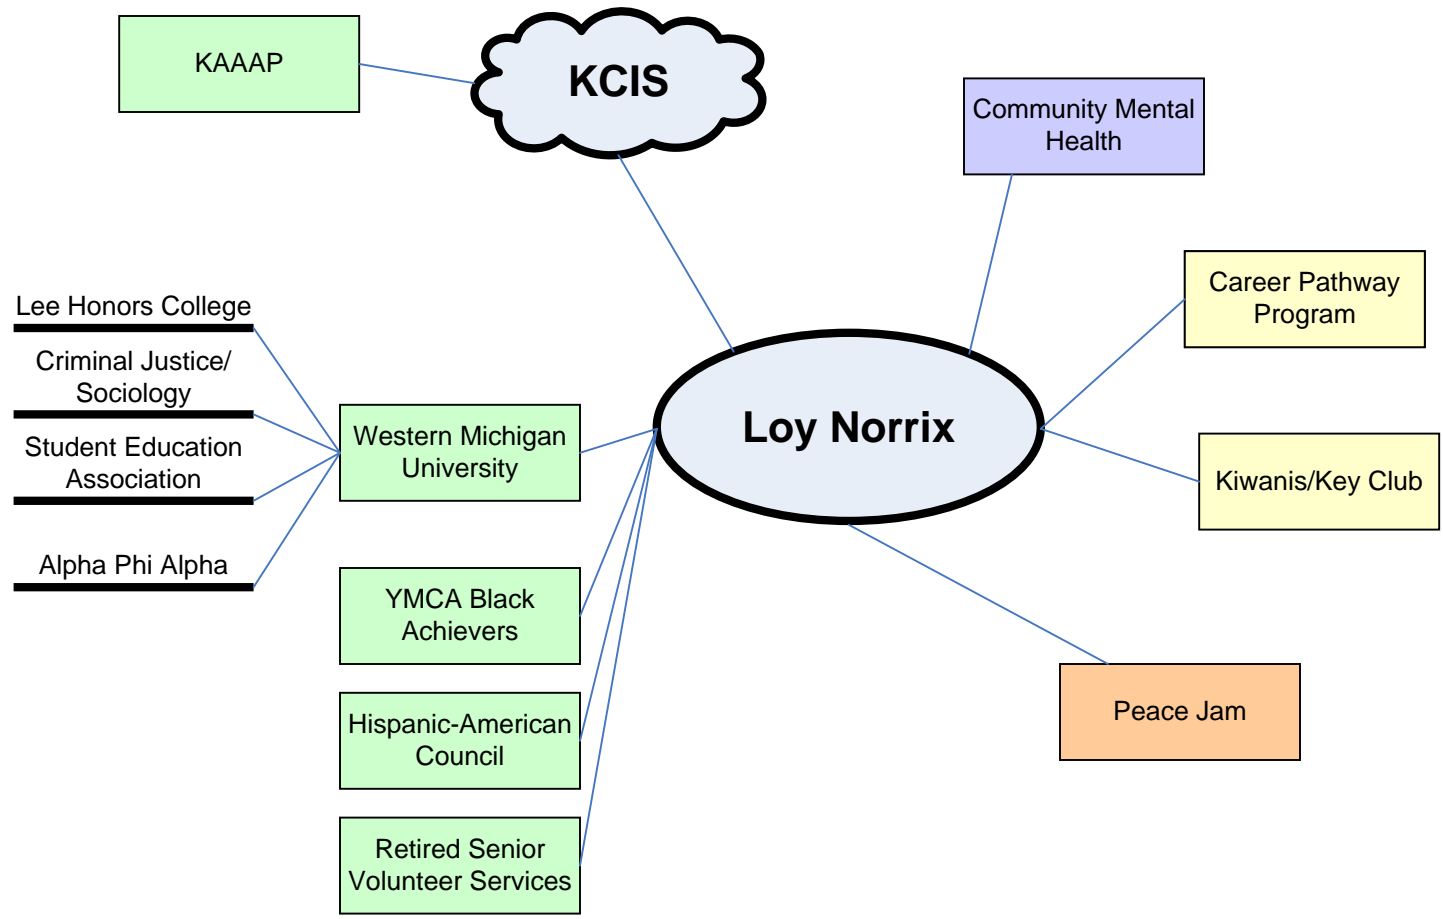 KAAAP
KCIS
Community Mental
Health
Career Pathway
Program
Lee Honors College
Criminal Justice/
Sociology
Student Education
Association
Alpha Phi Alpha
Western Michigan
University
Loy Norrix
Kiwanis/Key Club
YMCA Black
Achievers
Hispanic-American
Council
Peace Jam
Retired Senior
Volunteer Services